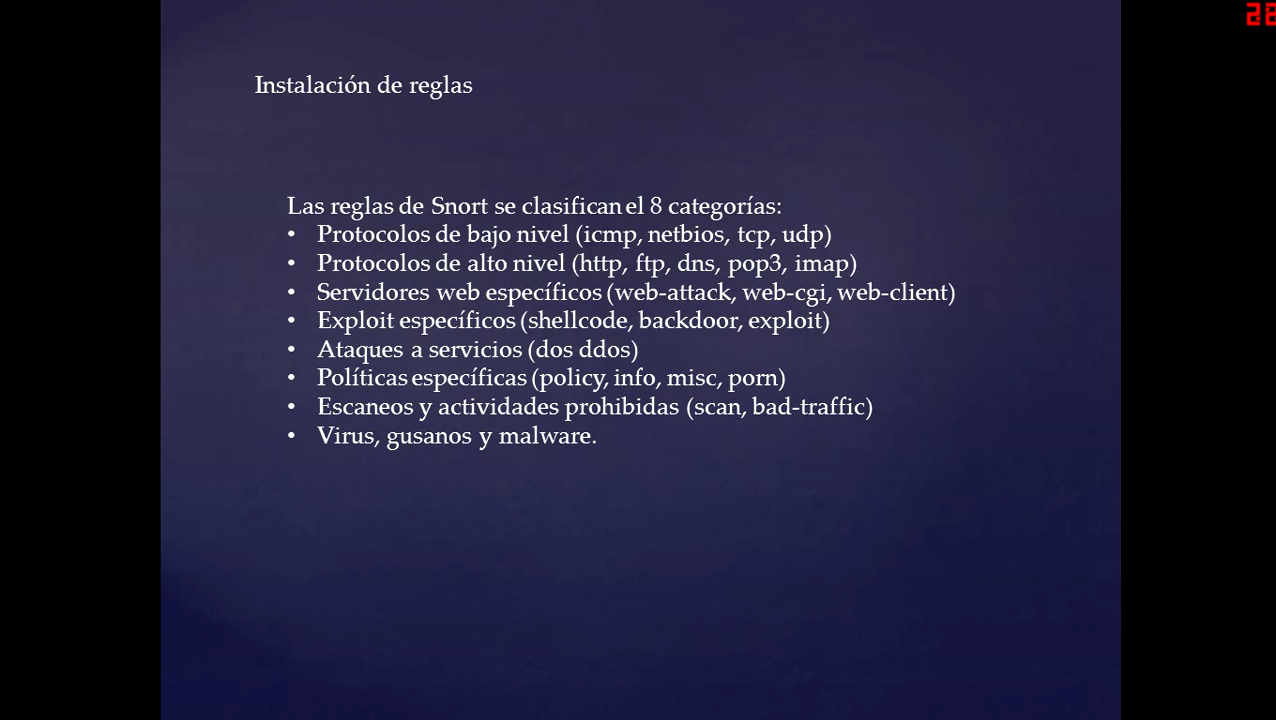 28
Instalación de reglas
Las reglas de Snort se clasifican el 8 categorías:
• Protocolos de bajo nivel (icmp, netbios, tcp, udp)
• Protocolos de alto nivel (http, ftp, dns, pop3, imap)
• Servidores web específicos (web-attack, web-cgi, web-client)
• Exploit específicos (shellcode, backdoor, exploit)
• Ataques a servicios (dos ddos)
• Políticas específicas (policy, info, misc, porn)
• Escaneos y actividades prohibidas (scan, bad-traffic)
• Virus, gusanos y malware.